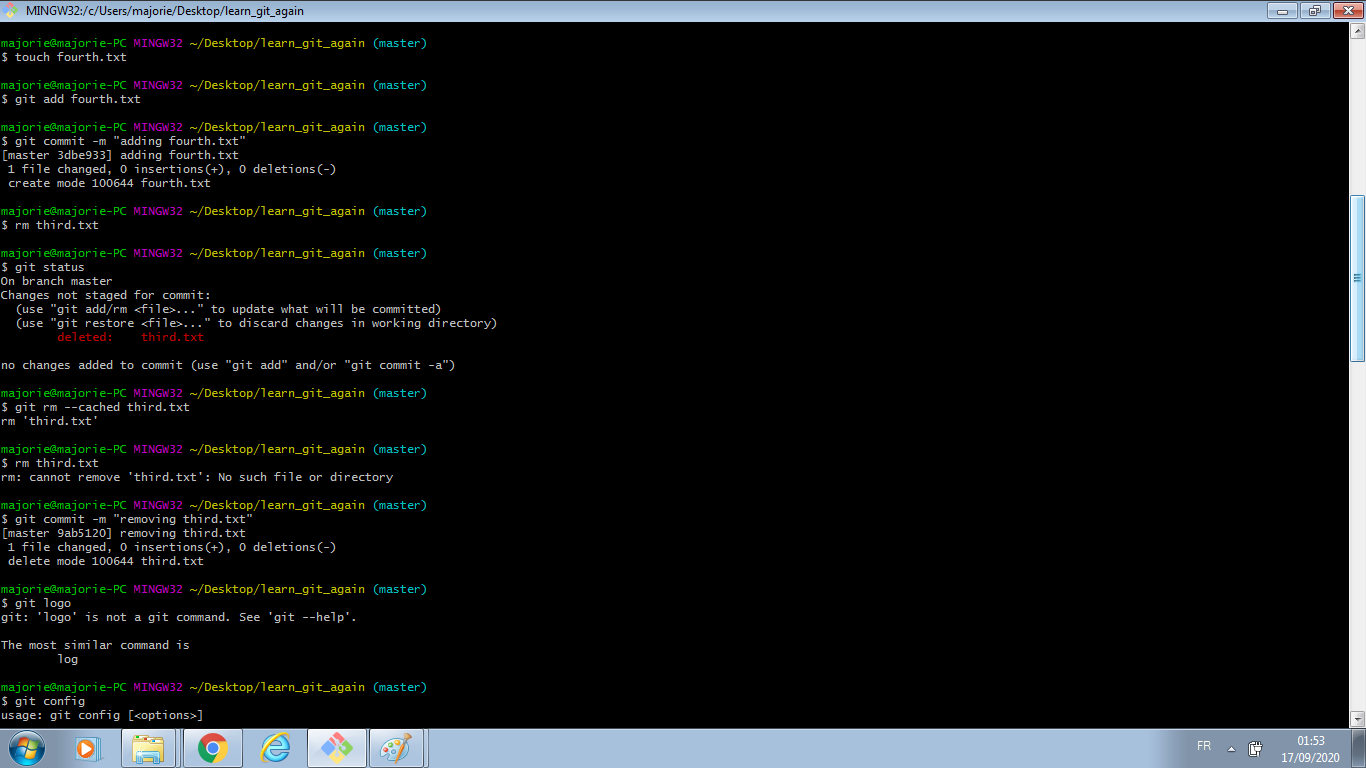 MINGW32:/c/Users/majorie/Desktop/learn_git_again
majorie@majorie-PC MINGW32 ~/Desktop/learn_git_again (master)
$ touch fourth.txt
majorie@majorie-PC MINGW32 ~/Desktop/learn_git_again (master)
$ git add fourth.txt
majorie@majorie-PC MINGW32 ~/Desktop/learn_git_again (master)
$ git commit -m "adding fourth.txt"
[master 3dbe933] adding fourth.txt
 1 file changed, 0 insertions(+), 0 deletions(-)
 create mode 100644 fourth.txt
majorie@majorie-PC MINGW32 ~/Desktop/learn_git_again (master)
$ rm third.txt
majorie@majorie-PC MINGW32 ~/Desktop/learn_git_again (master)
$ git status
On branch master
Changes not staged for commit:
  (use "git add/rm <file>..." to update what will be committed)
  (use "git restore <file>..." to discard changes in working directory)
        deleted:    third.txt
no changes added to commit (use "git add" and/or "git commit -a")
majorie@majorie-PC MINGW32 ~/Desktop/learn_git_again (master)
$ git rm --cached third.txt
rm 'third.txt'
majorie@majorie-PC MINGW32 ~/Desktop/learn_git_again (master)
$ rm third.txt
rm: cannot remove 'third.txt': No such file or directory
majorie@majorie-PC MINGW32 ~/Desktop/learn_git_again (master)
$ git commit -m "removing third.txt"
[master 9ab5120] removing third.txt
 1 file changed, 0 insertions(+), 0 deletions(-)
 delete mode 100644 third.txt
majorie@majorie-PC MINGW32 ~/Desktop/learn_git_again (master)
$ git logo
git: 'logo' is not a git command. See 'git --help'.
The most similar command is
        log
majorie@majorie-PC MINGW32 ~/Desktop/learn_git_again (master)
$ git config
usage: git config [<options>]
FR
01:53
17/09/2020